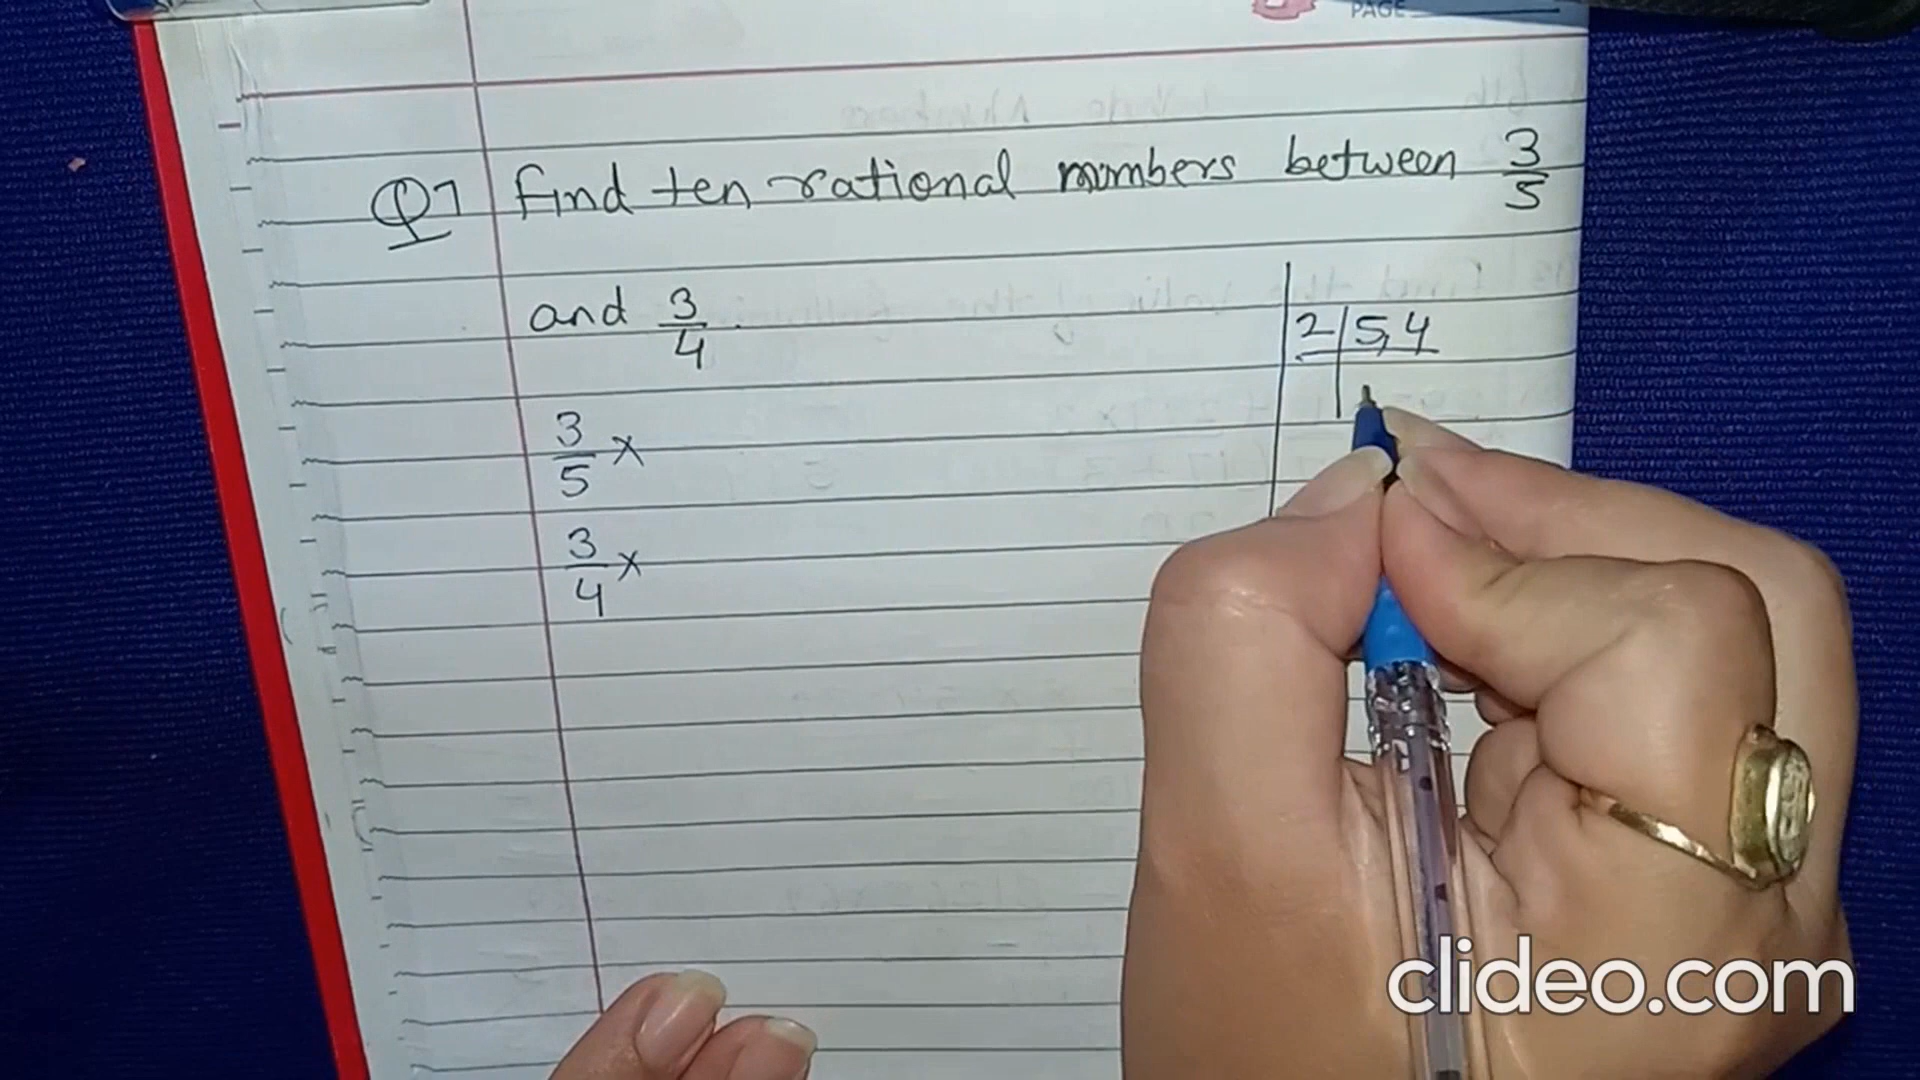 PAGE
Q7 Find ten rational numbers between 3/5
and 3/4.
2 | 5,4
3/5 ×
3/4 ×
clideo.com